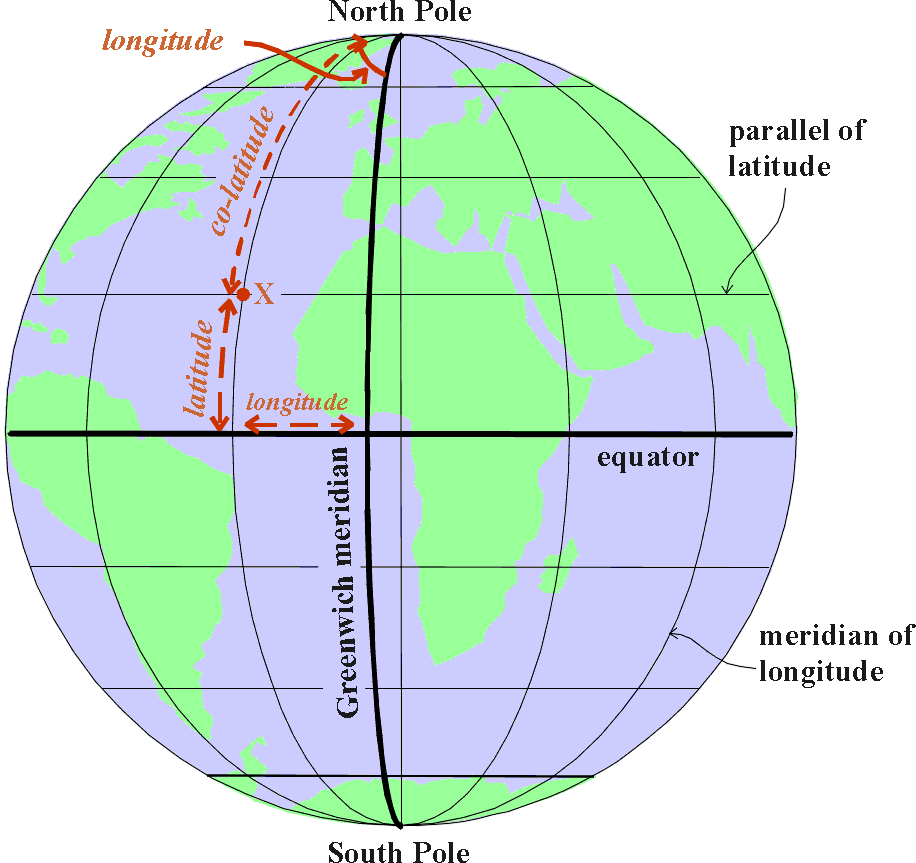 North Pole
longitude
parallel of
latitude
co-latitude
X
latitude
longitude
equator
Greenwich meridian
meridian of
longitude
South Pole